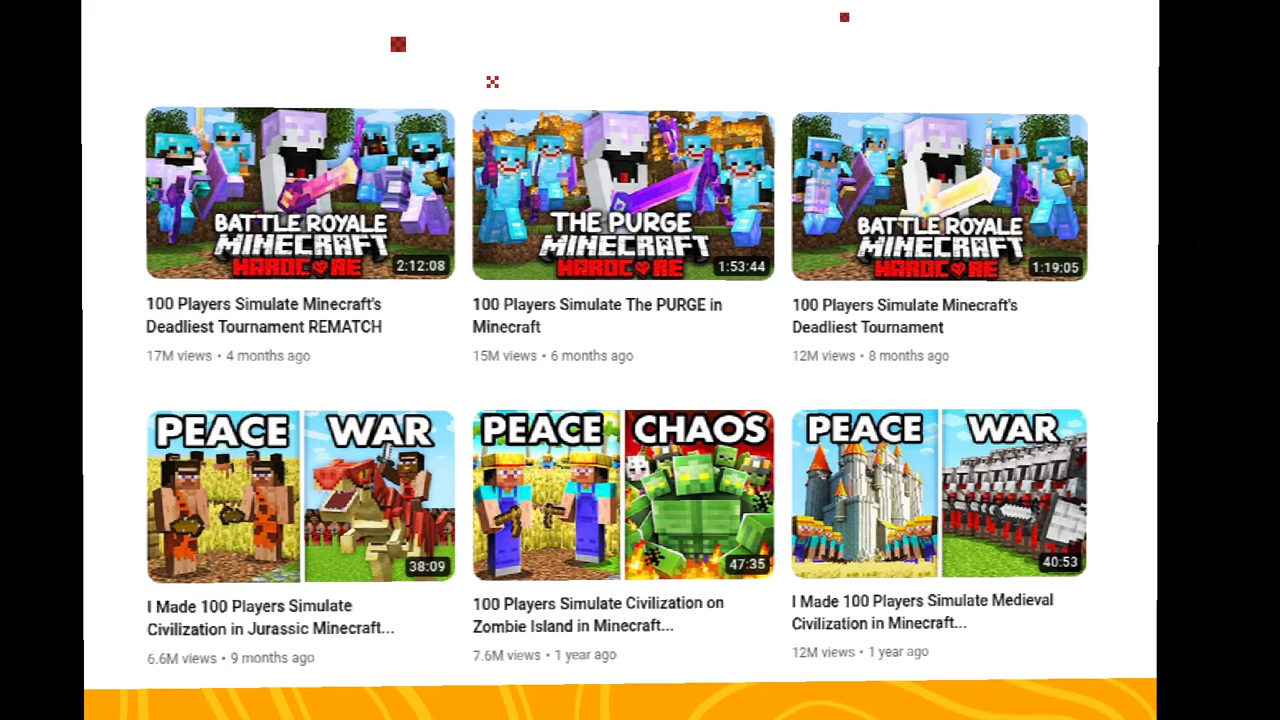 BATTLE ROYALE
MINECRAFT
HARDCORE
2:12:08
100 Players Simulate Minecraft's
Deadliest Tournament REMATCH
17M views • 4 months ago
THE PURGE
MINECRAFT
HARDCORE
1:53:44
100 Players Simulate The PURGE in
Minecraft
15M views • 6 months ago
BATTLE ROYALE
MINECRAFT
HARDCORE
1:19:05
100 Players Simulate Minecraft's
Deadliest Tournament
12M views • 8 months ago
PEACE WAR
38:09
I Made 100 Players Simulate
Civilization in Jurassic Minecraft...
6.6M views • 9 months ago
PEACE CHAOS
47:35
100 Players Simulate Civilization on
Zombie Island in Minecraft...
7.6M views • 1 year ago
PEACE WAR
40:53
I Made 100 Players Simulate Medieval
Civilization in Minecraft...
12M views • 1 year ago